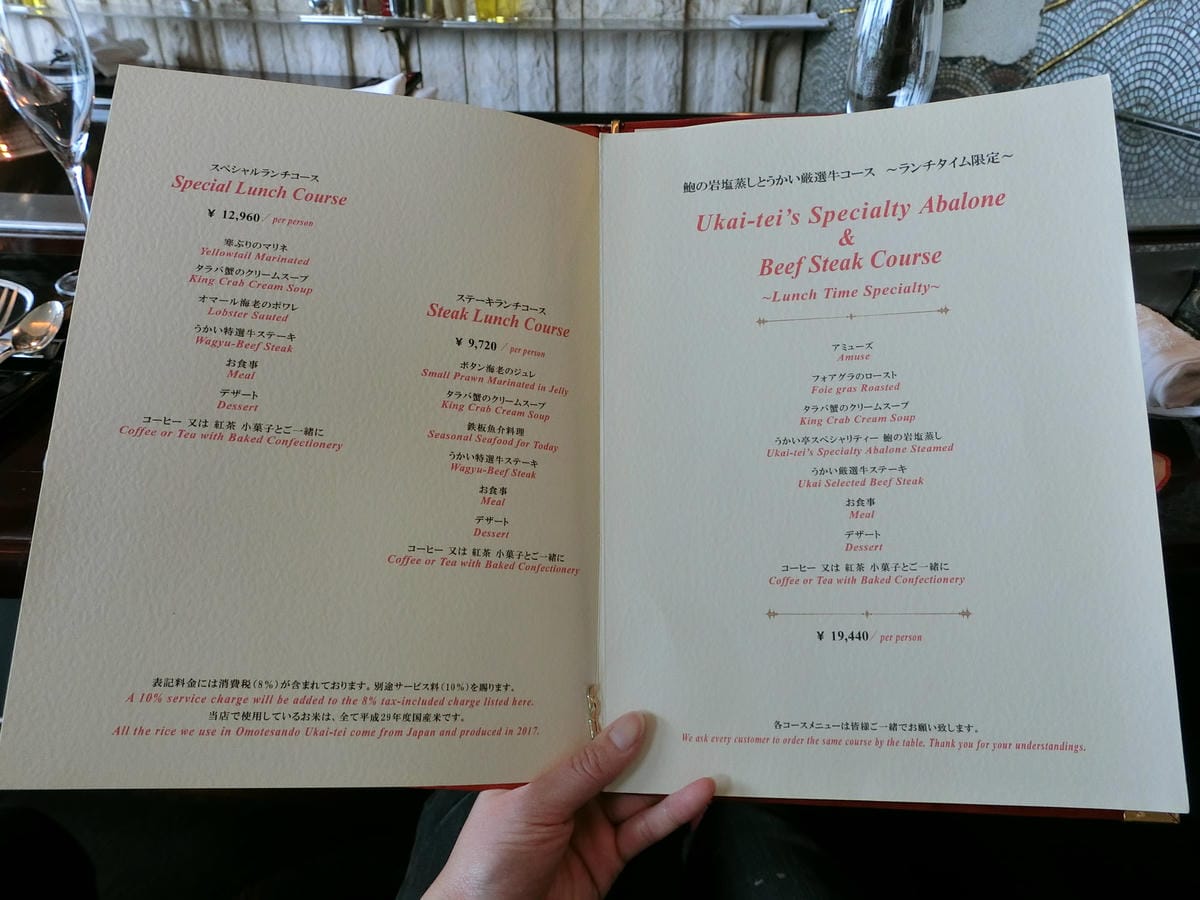 スペシャルランチコース
Special Lunch Course
¥ 12,960 / per person
寒ぶりのマリネ
Yellowtail Marinated
タラバ蟹のクリームスープ
King Crab Cream Soup
オマール海老のポワレ
Lobster Sauted
うかい特選牛ステーキ
Wagyu-Beef Steak
お食事
Meal
デザート
Dessert
コーヒー 又は 紅茶 小菓子とご一緒に
Coffee or Tea with Baked Confectionery
ステーキランチコース
Steak Lunch Course
¥ 9,720 / per person
ボタン海老のジュレ
Small Prawn Marinated in Jelly
タラバ蟹のクリームスープ
King Crab Cream Soup
鉄板魚介料理
Seasonal Seafood for Today
うかい特選牛ステーキ
Wagyu-Beef Steak
お食事
Meal
デザート
Dessert
コーヒー 又は 紅茶 小菓子とご一緒に
Coffee or Tea with Baked Confectionery
表記料金には消費税(8%)が含まれております。別途サービス料(10%)を賜ります。
A 10% service charge will be added to the 8% tax-included charge listed here.
当店で使用しているお米は、全て平成29年度国産米です。
All the rice we use in Omotesando Ukai-tei come from Japan and produced in 2017.
鮑の岩塩蒸しとうかい厳選牛コース ~ランチタイム限定~
Ukai-tei's Specialty Abalone
&
Beef Steak Course
~Lunch Time Specialty~
アミューズ
Amuse
フォアグラのロースト
Foie gras Roasted
タラバ蟹のクリームスープ
King Crab Cream Soup
うかい亭スペシャリティー 鮑の岩塩蒸し
Ukai-tei's Specialty Abalone Steamed
うかい厳選牛ステーキ
Ukai Selected Beef Steak
お食事
Meal
デザート
Dessert
コーヒー 又は 紅茶 小菓子とご一緒に
Coffee or Tea with Baked Confectionery
¥ 19,440 / per person
各コースメニューは皆様ご一緒でお願い致します。
We ask every customer to order the same course by the table. Thank you for your understandings.